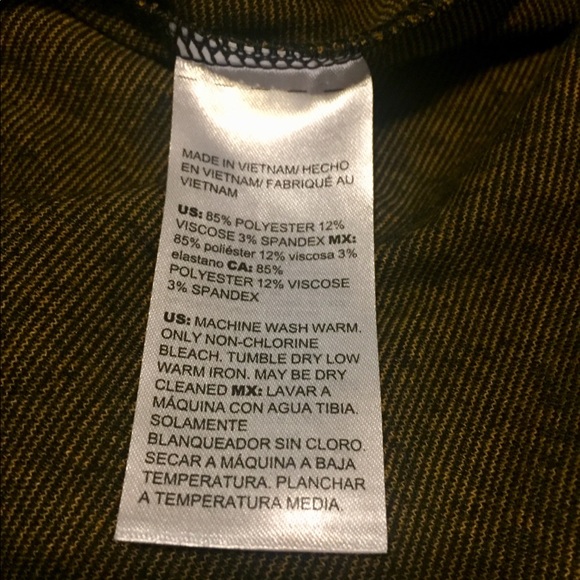 MADE IN VIETNAM/ HECHO
EN VIETNAM/ FABRIQUÉ AU
VIETNAM
US: 85% POLYESTER 12%
VISCOSE 3% SPANDEX MX:
85% poliéster 12% viscosa 3%
elastano CA: 85%
POLYESTER 12% VISCOSE
3% SPANDEX
US: MACHINE WASH WARM.
ONLY NON-CHLORINE
BLEACH. TUMBLE DRY LOW
WARM IRON. MAY BE DRY
CLEANED MX: LAVAR A
MÁQUINA CON AGUA TIBIA.
SOLAMENTE
BLANQUEADOR SIN CLORO.
SECAR A MÁQUINA A BAJA
TEMPERATURA. PLANCHAR
A TEMPERATURA MEDIA.